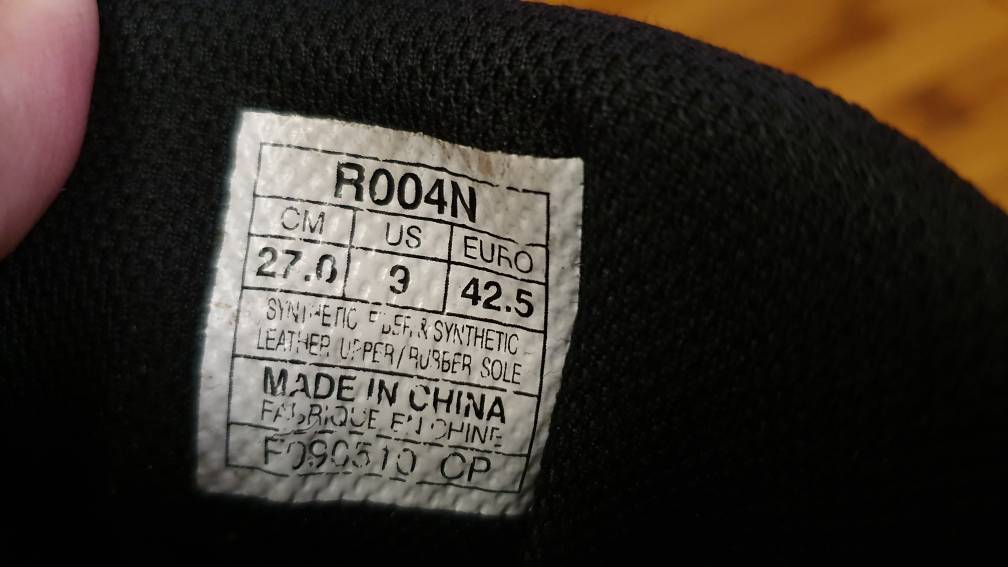 R004N
CM US EURO
27.0 9 42.5
SYNTHETIC FIBER & SYNTHETIC
LEATHER UPPER / RUBBER SOLE
MADE IN CHINA
FABRIQUE EN CHINE
CP